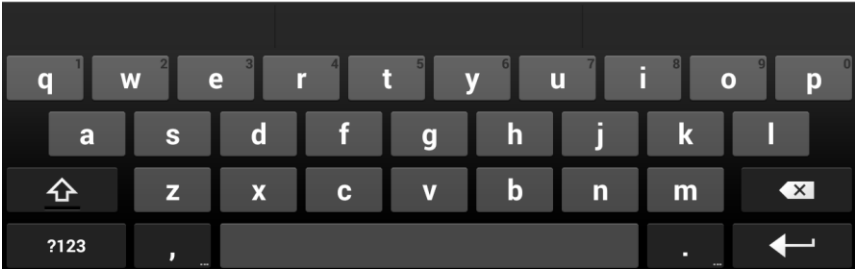 q 1 w 2 e 3 r 4 t 5 y 6 u 7 i 8 o 9 p 0
a s d f g h j k l
z x c v b n m
?123 , ... . ...